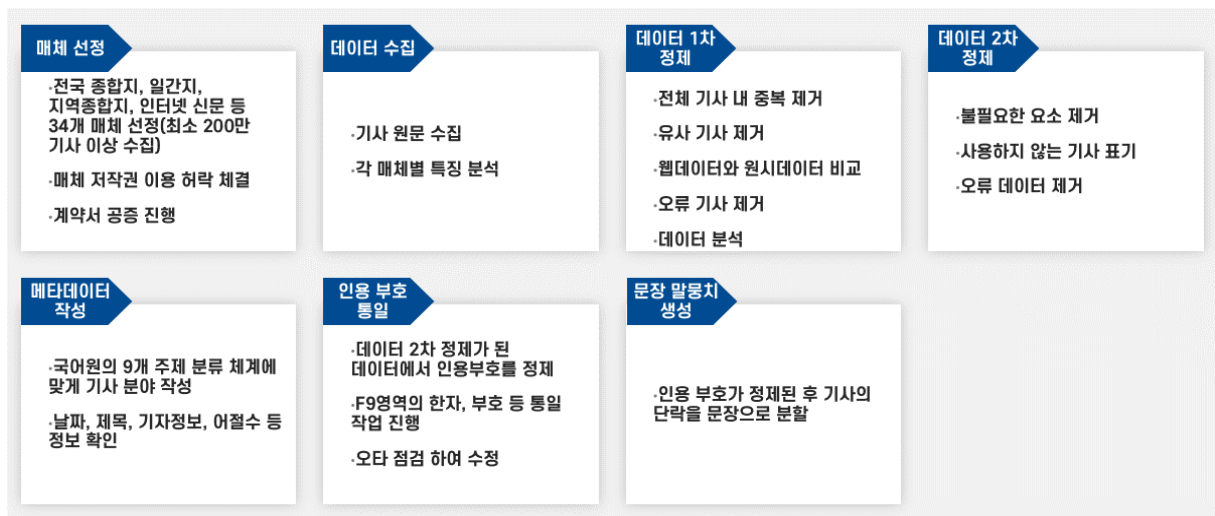 매체 선정
·전국 종합지, 일간지,
지역종합지, 인터넷 신문 등
34개 매체 선정(최소 200만
기사 이상 수집)
·매체 저작권 이용 허락 체결
·계약서 공증 진행
데이터 수집
·기사 원문 수집
·각 매체별 특징 분석
데이터 1차
정제
·전체 기사 내 중복 제거
·유사 기사 제거
·웹데이터와 원시데이터 비교
·오류 기사 제거
·데이터 분석
데이터 2차
정제
·불필요한 요소 제거
·사용하지 않는 기사 표기
·오류 데이터 제거
메타데이터
작성
·국어원의 9개 주제 분류 체계에
맞게 기사 분야 작성
·날짜, 제목, 기자정보, 어절수 등
정보 확인
인용 부호
통일
·데이터 2차 정제가 된
데이터에서 인용부호를 정제
·F9영역의 한자, 부호 등 통일
작업 진행
·오타 점검 하여 수정
문장 말뭉치
생성
·인용 부호가 정제된 후 기사의
단락을 문장으로 분할